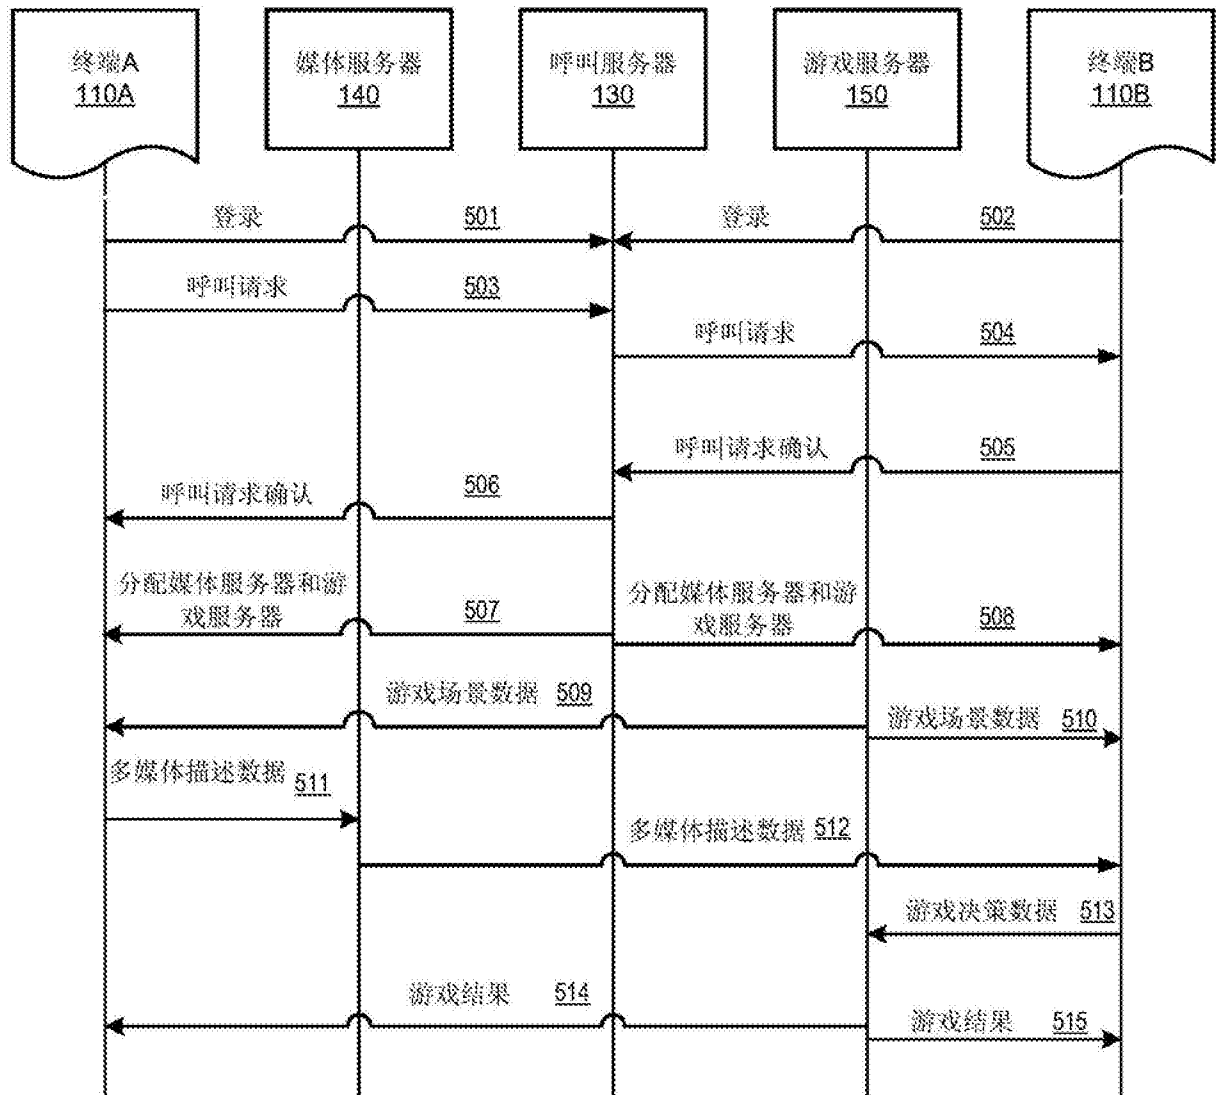 终端A
110A
媒体服务器
140
呼叫服务器
130
游戏服务器
150
终端B
110B
登录 501
登录 502
呼叫请求 503
呼叫请求 504
呼叫请求确认 505
呼叫请求确认 506
分配媒体服务器和游
戏服务器 507
分配媒体服务器和游
戏服务器 508
游戏场景数据 509
游戏场景数据 510
多媒体描述数据 511
多媒体描述数据 512
游戏决策数据 513
游戏结果 514
游戏结果 515